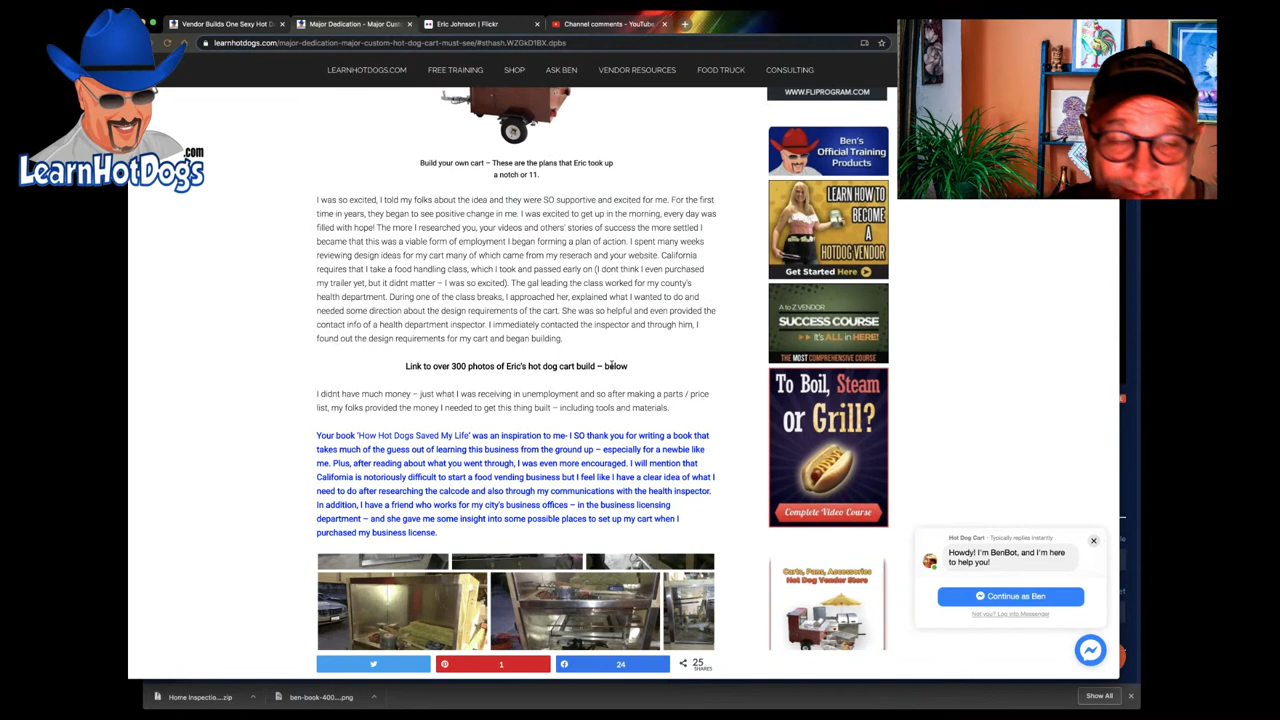 Vendor Builds One Sexy Hot D
Major Dedication - Major Cust
Eric Johnson | Flickr
Channel comments - YouTube
learnhotdogs.com/major-dedication-major-custom-hot-dog-cart-must-see/#sthash.WZGkD1BX.dpbs
LEARNHOTDOGS.COM FREE TRAINING SHOP ASK BEN VENDOR RESOURCES FOOD TRUCK CONSULTING
LearnHotDogs.com
Build your own cart – These are the plans that Eric took up
a notch or 11.
I was so excited, I told my folks about the idea and they were SO supportive and excited for me. For the first
time in years, they began to see positive change in me. I was excited to get up in the morning, every day was
filled with hope! The more I researched you, your videos and others' stories of success the more settled I
became that this was a viable form of employment I began forming a plan of action. I spent many weeks
reviewing design ideas for my cart many of which came from my reserach and your website. California
requires that I take a food handling class, which I took and passed early on (I dont think I even purchased
my trailer yet, but it didnt matter – I was so excited). The gal leading the class worked for my county's
health department. During one of the class breaks, I approached her, explained what I wanted to do and
needed some direction about the design requirements of the cart. She was so helpful and even provided the
contact info of a health department inspector. I immediately contacted the inspector and through him, I
found out the design requirements for my cart and began building.
Link to over 300 photos of Eric's hot dog cart build – below
I didnt have much money – just what I was receiving in unemployment and so after making a parts / price
list, my folks provided the money I needed to get this thing built – including tools and materials.
Your book 'How Hot Dogs Saved My Life' was an inspiration to me- I SO thank you for writing a book that
takes much of the guess out of learning this business from the ground up – especially for a newbie like
me. Plus, after reading about what you went through, I was even more encouraged. I will mention that
California is notoriously difficult to start a food vending business but I feel like I have a clear idea of what I
need to do after researching the calcode and also through my communications with the health inspector.
In addition, I have a friend who works for my city's business offices – in the business licensing
department – and she gave me some insight into some possible places to set up my cart when I
purchased my business license.
1
24
25
SHARES
WWW.FLIPROGRAM.COM
Ben's
Official Training
Products
LEARN HOW TO
BECOME
A
HOTDOG VENDOR
Get Started Here
A to Z VENDOR
SUCCESS COURSE
IT'S ALL IN HERE!
THE MOST COMPREHENSIVE COURSE
To Boil, Steam
or Grill?
Complete Video Course
Carts, Pans, Accessories
Hot Dog Vendor Store
Hot Dog Cart - Typically replies instantly
Howdy! I'm BenBot, and I'm here
to help you!
Continue as Ben
Not you? Log into Messenger
Home Inspectio....zip
ben-book-400....png
Show All